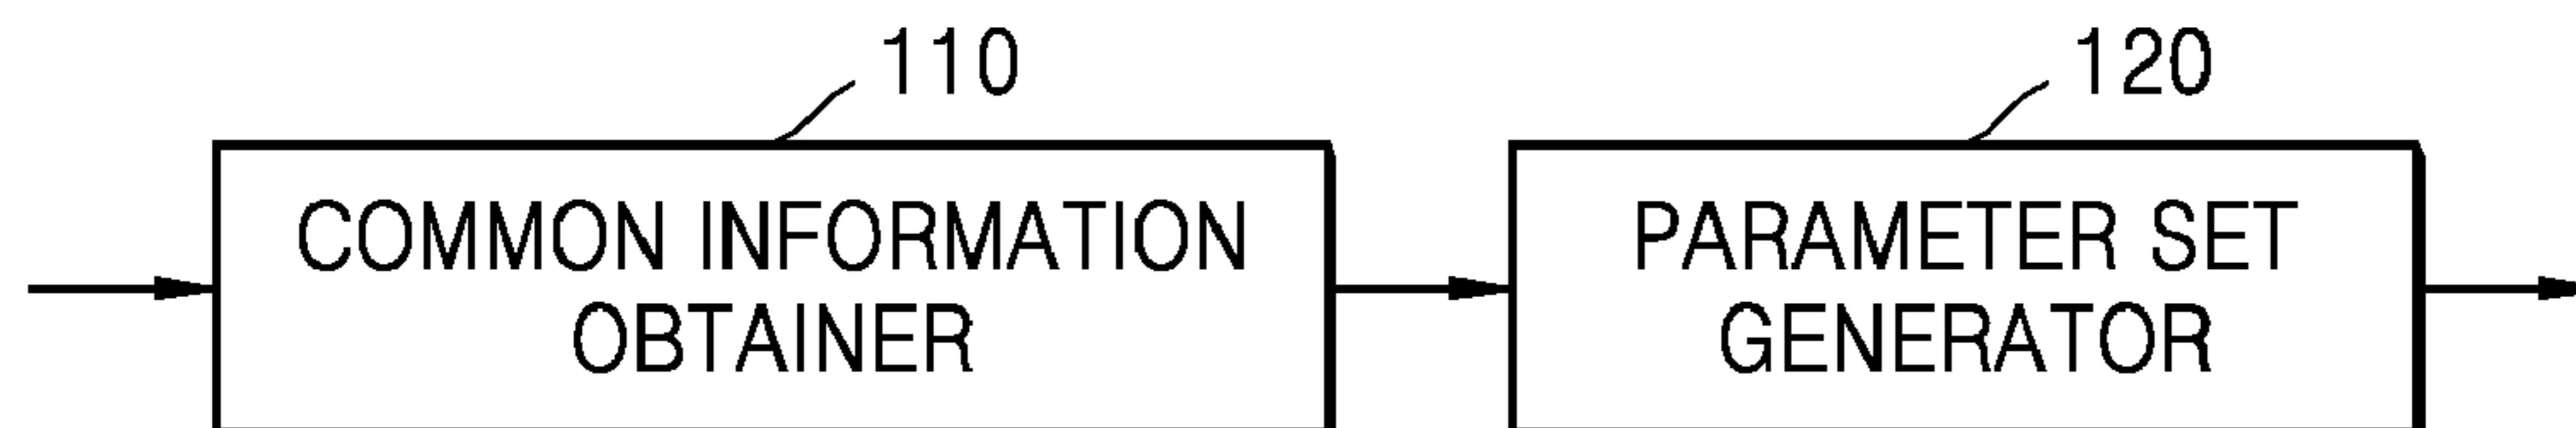 110
COMMON INFORMATION
OBTAINER
120
PARAMETER SET
GENERATOR